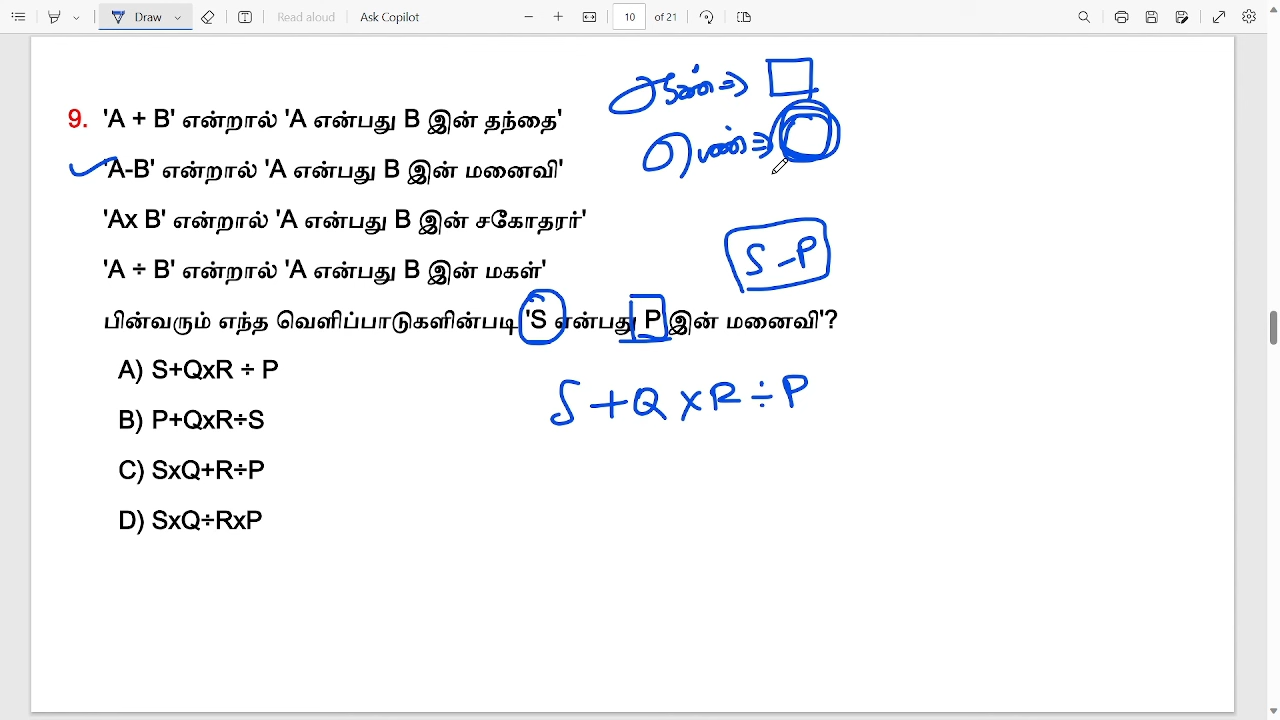 Draw
Read aloud
Ask Copilot
10 of 21
ஆண் ⇒
பெண் ⇒
9. 'A + B' என்றால் 'A என்பது B இன் தந்தை'
'A-B' என்றால் 'A என்பது B இன் மனைவி'
'Ax B' என்றால் 'A என்பது B இன் சகோதரர்'
'A ÷ B' என்றால் 'A என்பது B இன் மகள்'
S - P
பின்வரும் எந்த வெளிப்பாடுகளின்படி 'S என்பது P இன் மனைவி'?
A) S+QxR ÷ P
S + Q x R ÷ P
B) P+QxR÷S
C) SxQ+R÷P
D) SxQ÷RxP